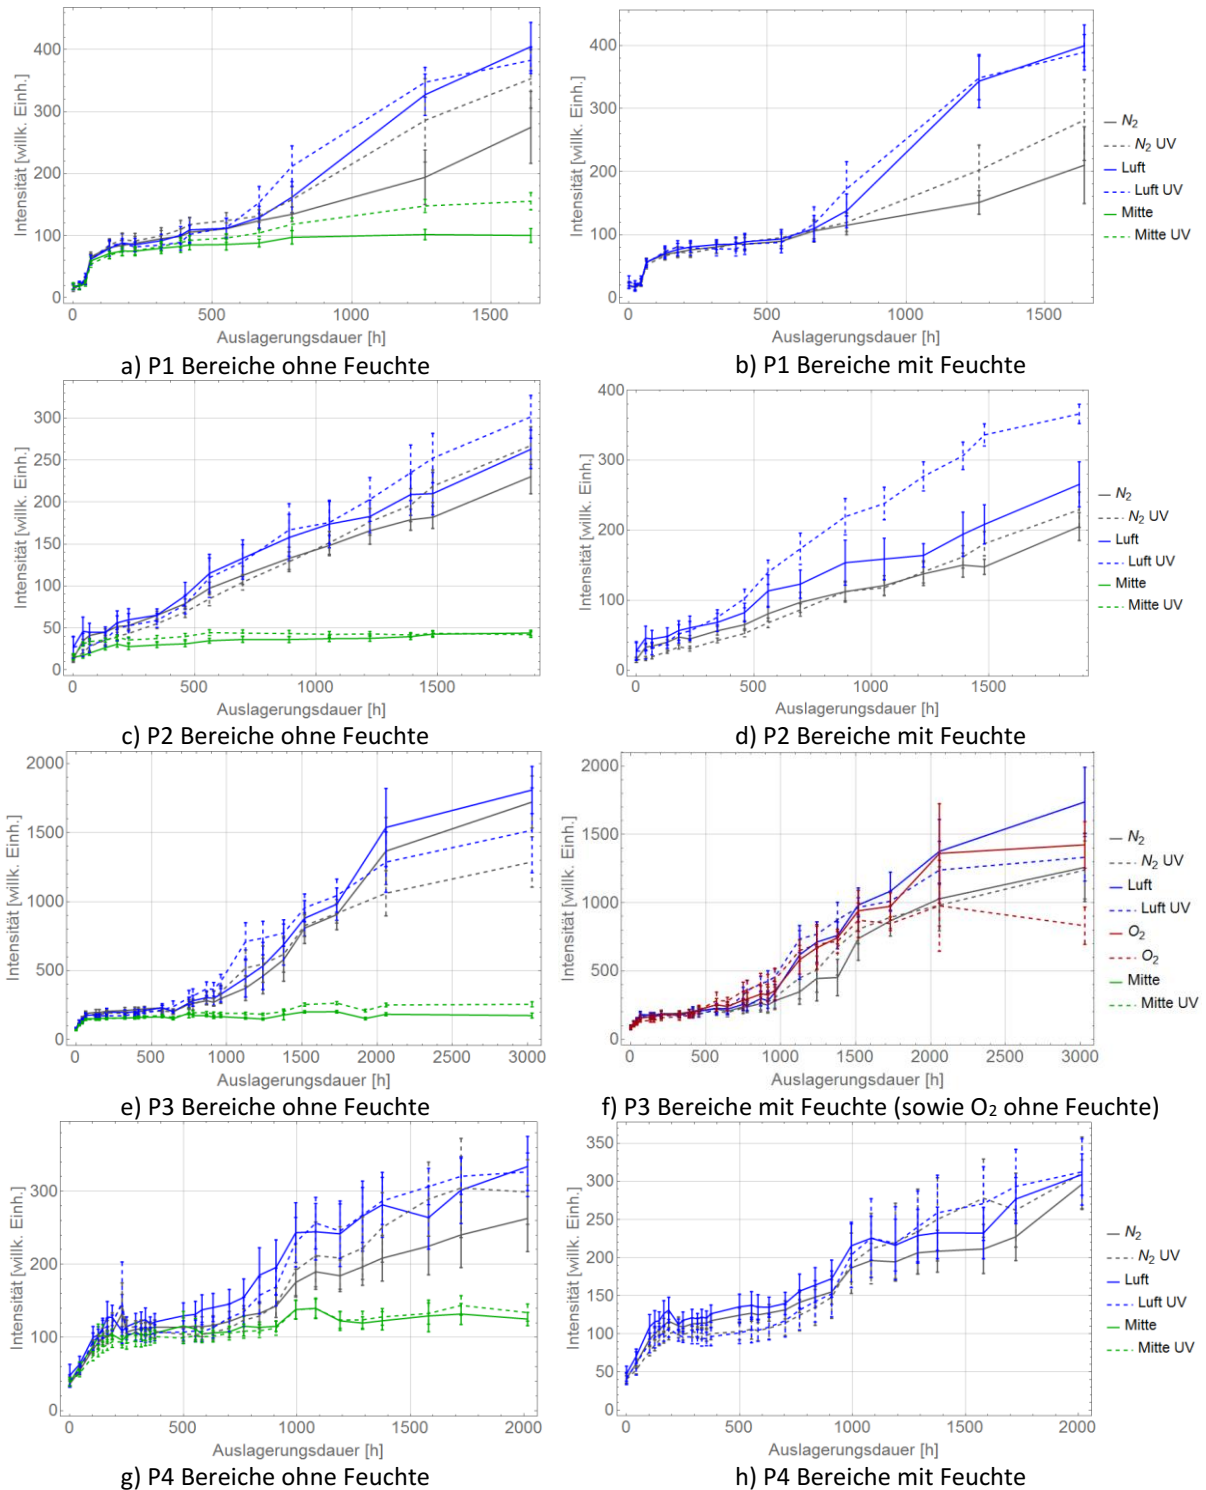 Intensität [willk. Einh.]
400
300
200
100
0
0 500 1000 1500
Auslagerungsdauer [h]
a) P1 Bereiche ohne Feuchte
Intensität [willk. Einh.]
400
300
200
100
0
0 500 1000 1500
Auslagerungsdauer [h]
b) P1 Bereiche mit Feuchte
N₂
N₂ UV
Luft
Luft UV
Mitte
Mitte UV
Intensität [willk. Einh.]
300
250
200
150
100
50
0
0 500 1000 1500
Auslagerungsdauer [h]
c) P2 Bereiche ohne Feuchte
Intensität [willk. Einh.]
400
300
200
100
0
0 500 1000 1500
Auslagerungsdauer [h]
d) P2 Bereiche mit Feuchte
N₂
N₂ UV
Luft
Luft UV
Mitte
Mitte UV
Intensität [willk. Einh.]
2000
1500
1000
500
0
0 500 1000 1500 2000 2500 3000
Auslagerungsdauer [h]
e) P3 Bereiche ohne Feuchte
Intensität [willk. Einh.]
2000
1500
1000
500
0
0 500 1000 1500 2000 2500 3000
Auslagerungsdauer [h]
f) P3 Bereiche mit Feuchte (sowie O₂ ohne Feuchte)
N₂
N₂ UV
Luft
Luft UV
O₂
O₂
Mitte
Mitte UV
Intensität [willk. Einh.]
300
200
100
0
0 500 1000 1500 2000
Auslagerungsdauer [h]
g) P4 Bereiche ohne Feuchte
Intensität [willk. Einh.]
350
300
250
200
150
100
50
0
0 500 1000 1500 2000
Auslagerungsdauer [h]
h) P4 Bereiche mit Feuchte
N₂
N₂ UV
Luft
Luft UV
Mitte
Mitte UV